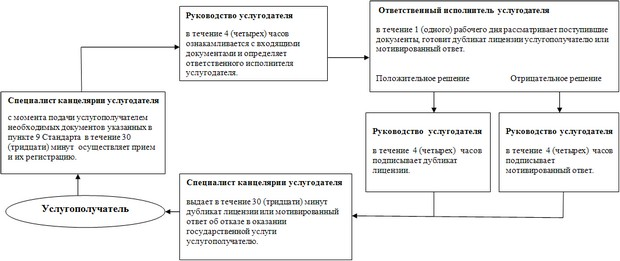 Руководство услугодателя
в течение 4 (четырех) часов
ознакамливается с входящими
документами и определяет
ответственного исполнителя
услугодателя.
Ответственный исполнитель услугодателя
в течение 1 (одного) рабочего дня рассматривает поступившие
документы, готовит дубликат лицензии услугополучателю или
мотивированный ответ.
Положительное решение Отрицательное решение
Специалист канцелярии услугодателя
с момента подачи услугополучателем
необходимых документов указанных в
пункте 9 Стандарта в течение 30
(тридцати) минут осуществляет прием
и их регистрацию.
Руководство услугодателя
в течение 4 (четырех) часов
подписывает дубликат
лицензии.
Руководство услугодателя
в течение 4 (четырех) часов
подписывает
мотивированный ответ.
Специалист канцелярии услугодателя
выдает в течение 30 (тридцати) минут
дубликат лицензии или мотивированный
ответ об отказе в оказании
государственной услуги
услугополучателю.
Услугополучатель